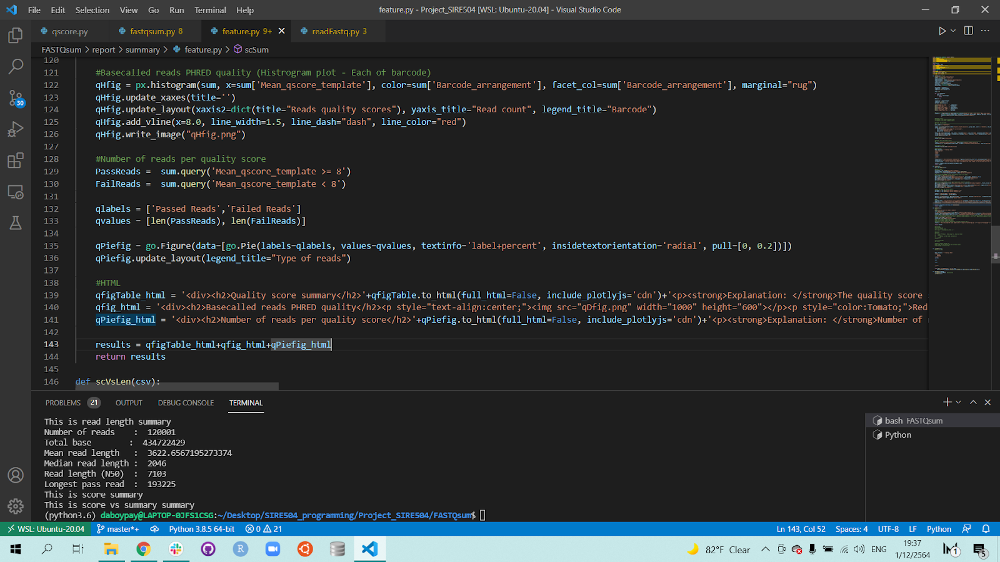 File Edit Selection View Go Run Terminal Help
feature.py - Project_SIRE504 [WSL: Ubuntu-20.04] - Visual Studio Code
qscore.py
fastqsum.py 8
feature.py 9+
readFastq.py 3
FASTQsum > report > summary > feature.py > scSum
120
121 #Basecalled reads PHRED quality (Histrogram plot - Each of barcode)
122 qHfig = px.histogram(sum, x=sum['Mean_qscore_template'], color=sum['Barcode_arrangement'], facet_col=sum['Barcode_arrangement'], marginal="rug")
123 qHfig.update_xaxes(title='')
124 qHfig.update_layout(xaxis2=dict(title="Reads quality scores"), yaxis_title="Read count", legend_title="Barcode")
125 qHfig.add_vline(x=8.0, line_width=1.5, line_dash="dash", line_color="red")
126 qHfig.write_image("qHfig.png")
127
128 #Number of reads per quality score
129 PassReads =  sum.query('Mean_qscore_template >= 8')
130 FailReads =  sum.query('Mean_qscore_template < 8')
131
132 qlabels = ['Passed Reads','Failed Reads']
133 qvalues = [len(PassReads), len(FailReads)]
134
135 qPiefig = go.Figure(data=[go.Pie(labels=qlabels, values=qvalues, textinfo='label+percent', insidetextorientation='radial', pull=[0, 0.2])])
136 qPiefig.update_layout(legend_title="Type of reads")
137
138 #HTML
139 qfigTable_html = '<div><h2>Quality score summary</h2>'+qfigTable.to_html(full_html=False, include_plotlyjs='cdn')+'<p><strong>Explanation: </strong>The quality score
140 qfig_html = '<div><h2>Basecalled reads PHRED quality</h2><p style="text-align:center;"><img src="qDfig.png" width="1000" height="600"></p><p style="color:Tomato;">Red
141 qPiefig_html = '<div><h2>Number of reads per quality score</h2>'+qPiefig.to_html(full_html=False, include_plotlyjs='cdn')+'<p><strong>Explanation: </strong>Number of
142
143 results = qfigTable_html+qfig_html+qPiefig_html
144 return results
145
146 def scVsLen(csv):
PROBLEMS 21 OUTPUT DEBUG CONSOLE TERMINAL
This is read length summary
Number of reads    :  120001
Total base        :  434722429
Mean read length   :  3622.6567195273374
Median read length :  2046
Read length (N50)  :  7103
Longest pass read  :  193225
This is score summary
This is score vs summary summary
(python3.6) daboypay@LAPTOP-0JFS1CSG:~/Desktop/SIRE504_programming/Project_SIRE504/FASTQsum$
bash FASTQsum
Python
30
WSL: Ubuntu-20.04 master*+ Python 3.8.5 64-bit 0 21 Ln 143, Col 52 Spaces: 4 UTF-8 LF Python
82°F Clear ENG
19:37
1/12/2564
1
5